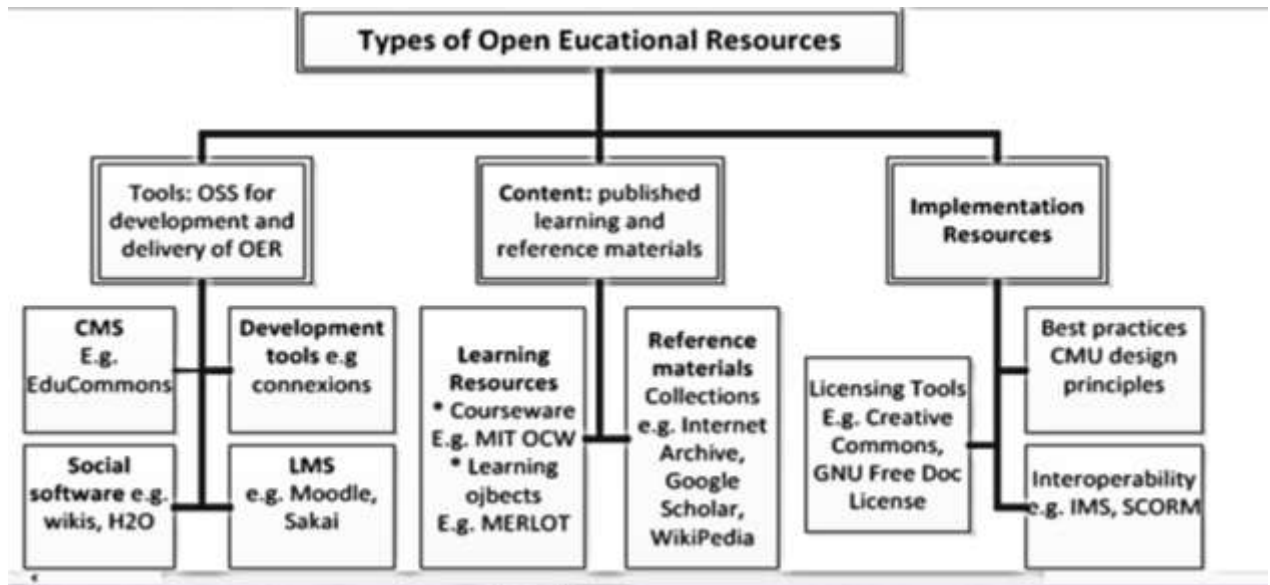 Types of Open Eucational Resources
Tools: OSS for
development and
delivery of OER
Content: published
learning and
reference materials
Implementation
Resources
CMS
E.g.
EduCommons
Development
tools e.g
connexions
Social
software e.g.
wikis, H2O
LMS
e.g. Moodle,
Sakai
Learning
Resources
* Courseware
E.g. MIT OCW
* Learning
ojbects
E.g. MERLOT
Reference
materials
Collections
e.g. Internet
Archive,
Google
Scholar,
WikiPedia
Licensing Tools
E.g. Creative
Commons,
GNU Free Doc
License
Best practices
CMU design
principles
Interoperability
e.g. IMS, SCORM